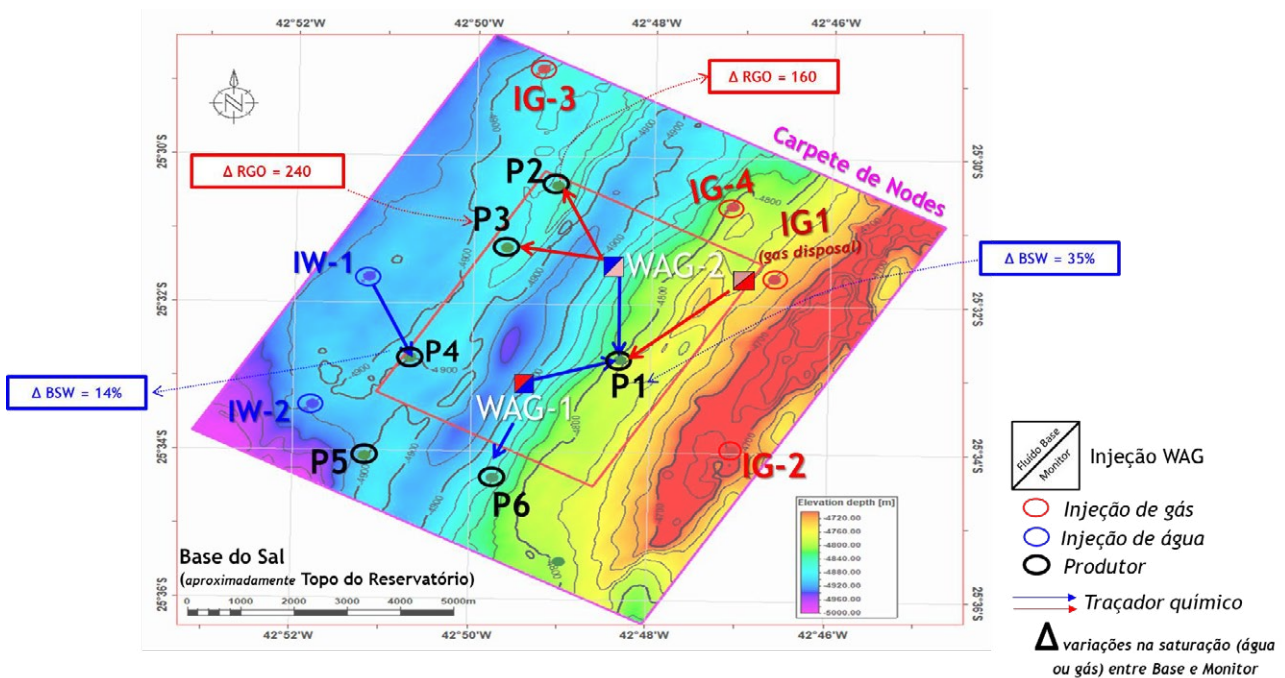 42°52'W
42°50'W
42°48'W
42°46'W
Δ RGO = 160
IG-3
N
Carpete de Nodes
25°30'S
25°30'S
Δ RGO = 240
P2
IG-4
P3
IG1
(gas disposal)
IW-1
WAG-2
Δ BSW = 35%
25°32'S
25°32'S
P4
P1
Δ BSW = 14%
IW-2
WAG-1
25°34'S
25°34'S
P5
IG-2
P6
Fluído Base
Monitor
Injeção WAG
Injeção de gás
Injeção de água
Produtor
Traçador químico
Δ variações na saturação (água
ou gás) entre Base e Monitor
Elevation depth [m]
-4720.00
-4760.00
-4800.00
-4840.00
-4880.00
-4920.00
-4960.00
-5000.00
Base do Sal
(aproximadamente Topo do Reservatório)
0 1000 2000 3000 4000 5000m
25°36'S
25°36'S
42°52'W
42°50'W
42°48'W
42°46'W